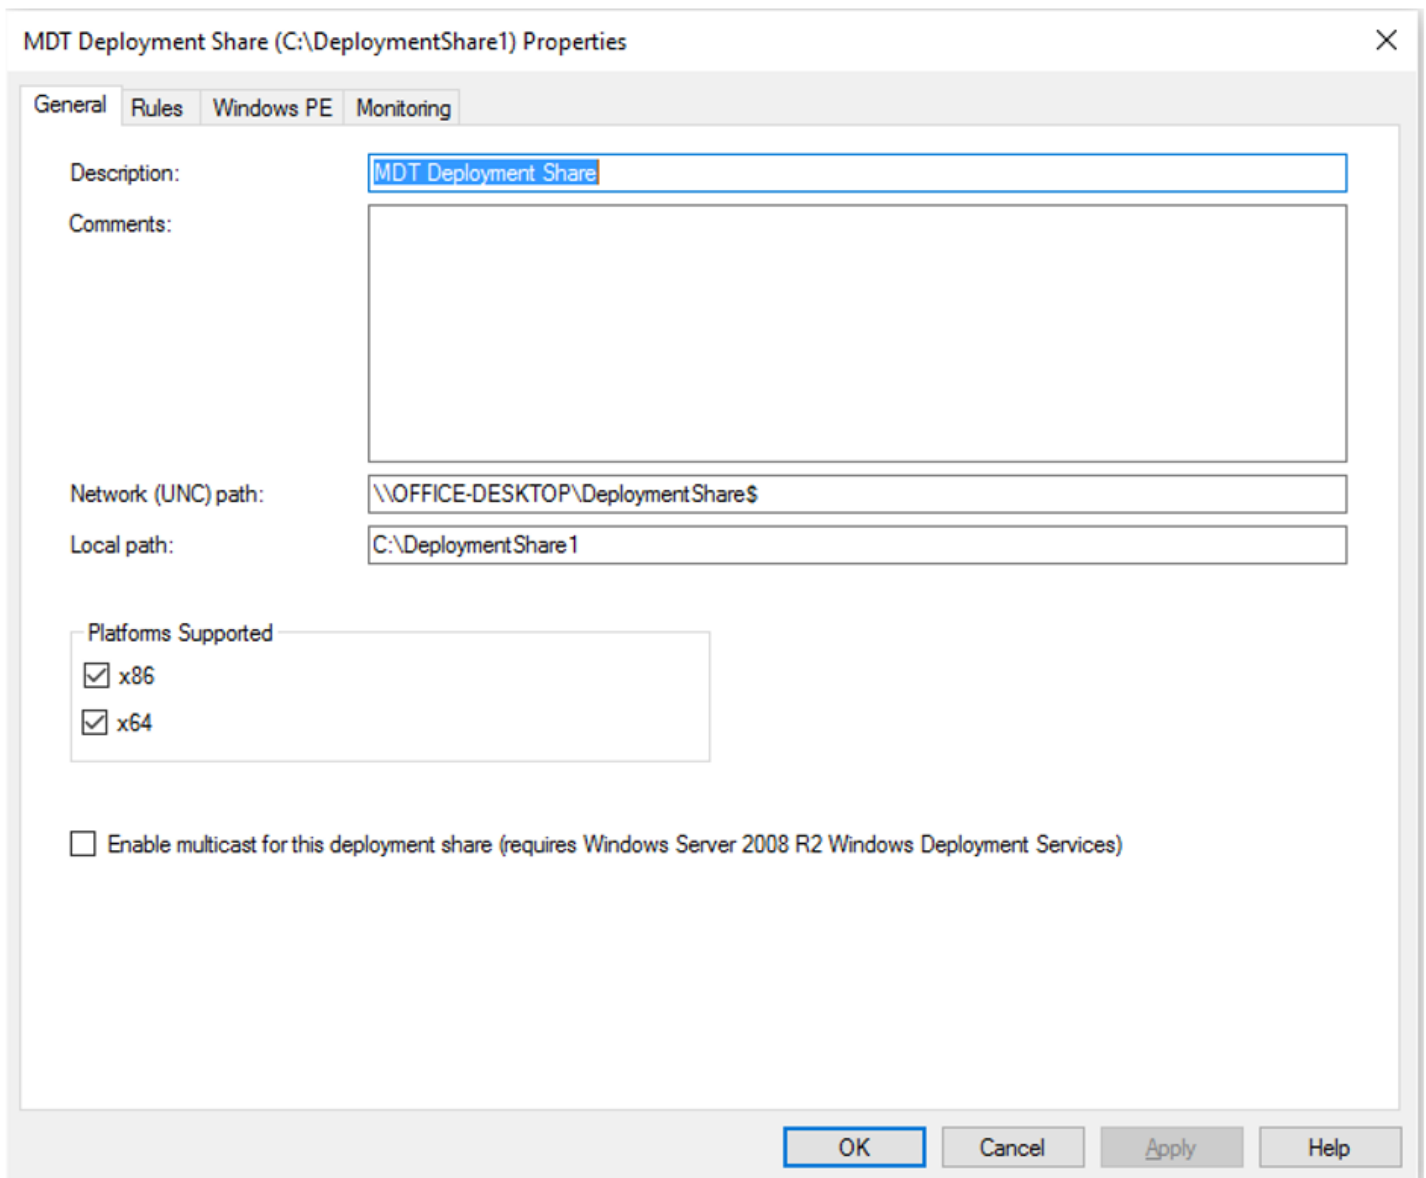 MDT Deployment Share (C:\DeploymentShare1) Properties
General Rules Windows PE Monitoring
Description: MDT Deployment Share
Comments:
Network (UNC) path: \\OFFICE-DESKTOP\DeploymentShare$
Local path: C:\DeploymentShare1
Platforms Supported
x86
x64
Enable multicast for this deployment share (requires Windows Server 2008 R2 Windows Deployment Services)
OK Cancel Apply Help